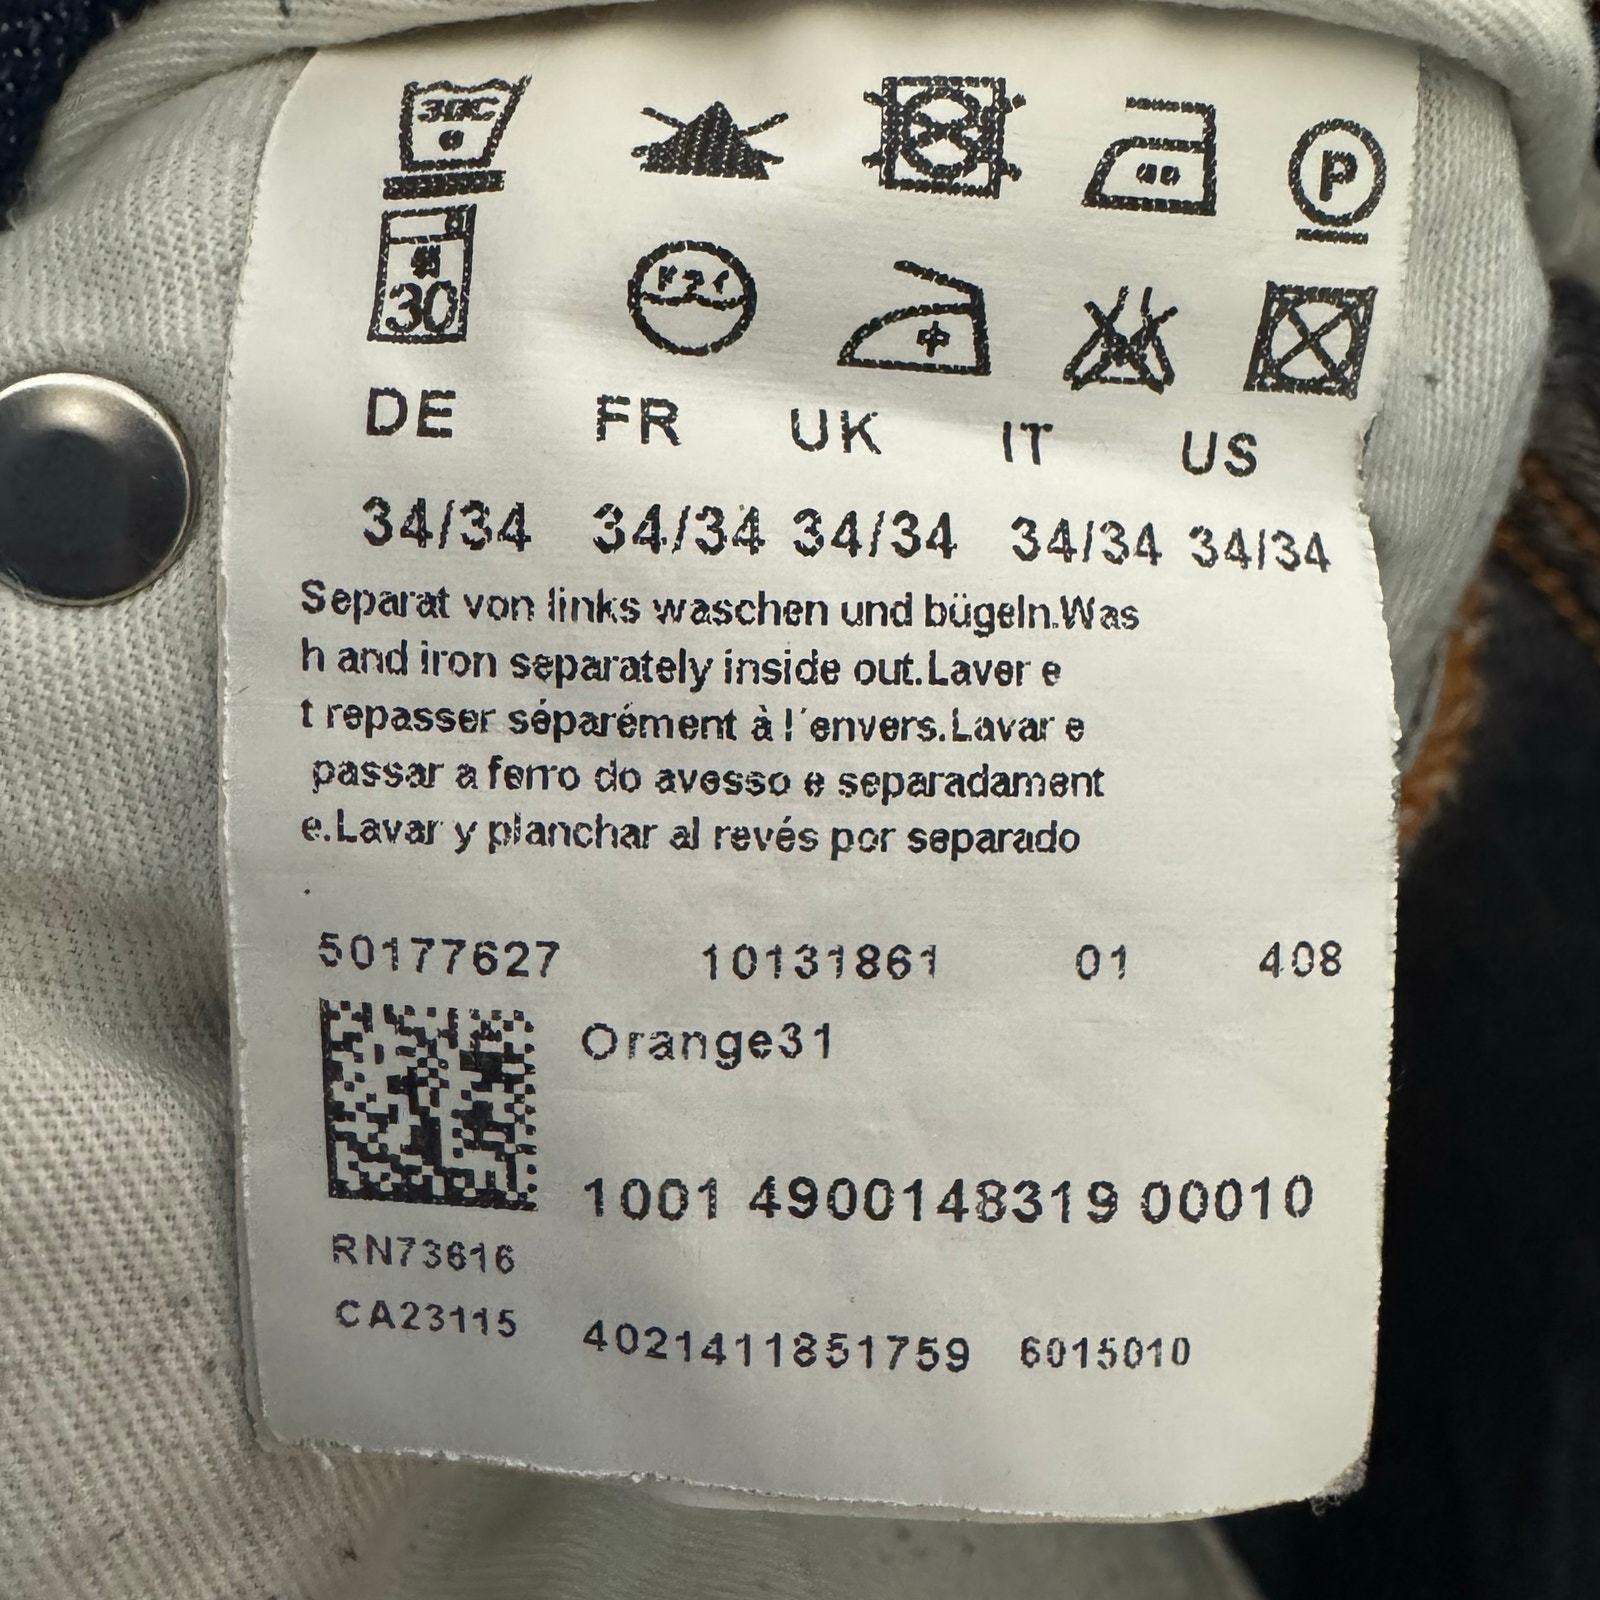 30C
P
30
DE FR UK IT US
34/34 34/34 34/34 34/34 34/34
Separat von links waschen und bügeln.Was
h and iron separately inside out.Laver e
t repasser séparément à l´envers.Lavar e
passar a ferro do avesso e separadament
e.Lavar y planchar al revés por separado
.
50177627 10131861 01 408
Orange31
1001 4900148319 00010
RN73616
CA23115
4021411851759 6015010